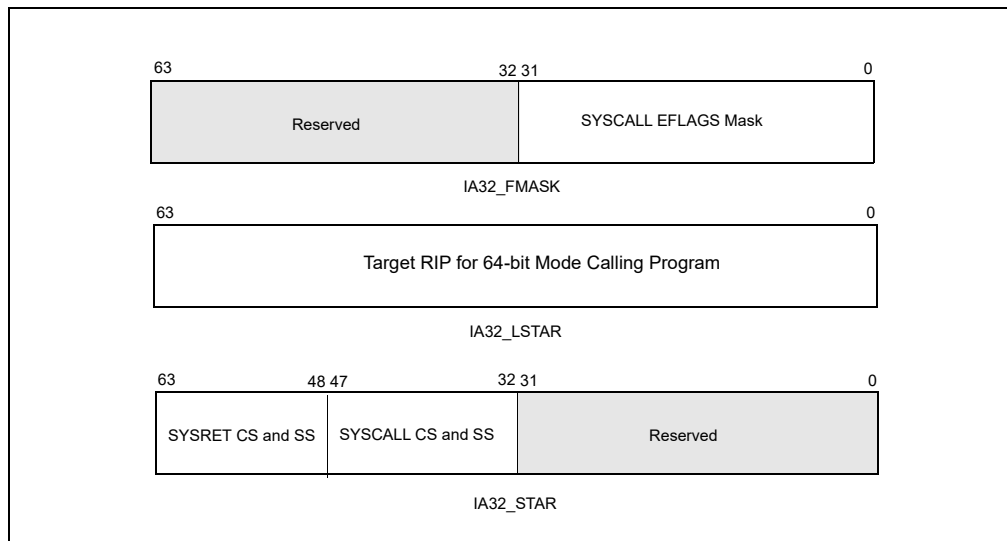 63 32 31 0
Reserved SYSCALL EFLAGS Mask
IA32_FMASK
63 0
Target RIP for 64-bit Mode Calling Program
IA32_LSTAR
63 48 47 32 31 0
SYSRET CS and SS SYSCALL CS and SS Reserved
IA32_STAR